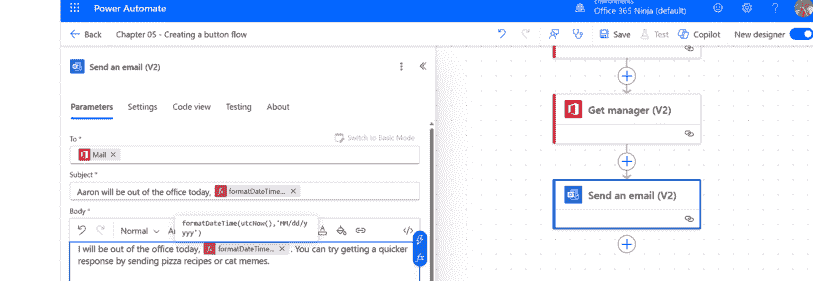 Power Automate
Environments
Office 365 Ninja (default)
Back
Chapter 05 - Creating a button flow
Save
Test
Copilot
New designer
Send an email (V2)
Parameters
Settings
Code view
Testing
About
To *
Switch to Basic Mode
Mail ×
Subject *
Aaron will be out of the office today, formatDateTime... ×
Body *
Normal
formatDateTime(utcNow(),'MM/dd/y
yyy')
I will be out of the office today, formatDateTime... × . You can try getting a quicker
response by sending pizza recipes or cat memes.
Get manager (V2)
Send an email (V2)